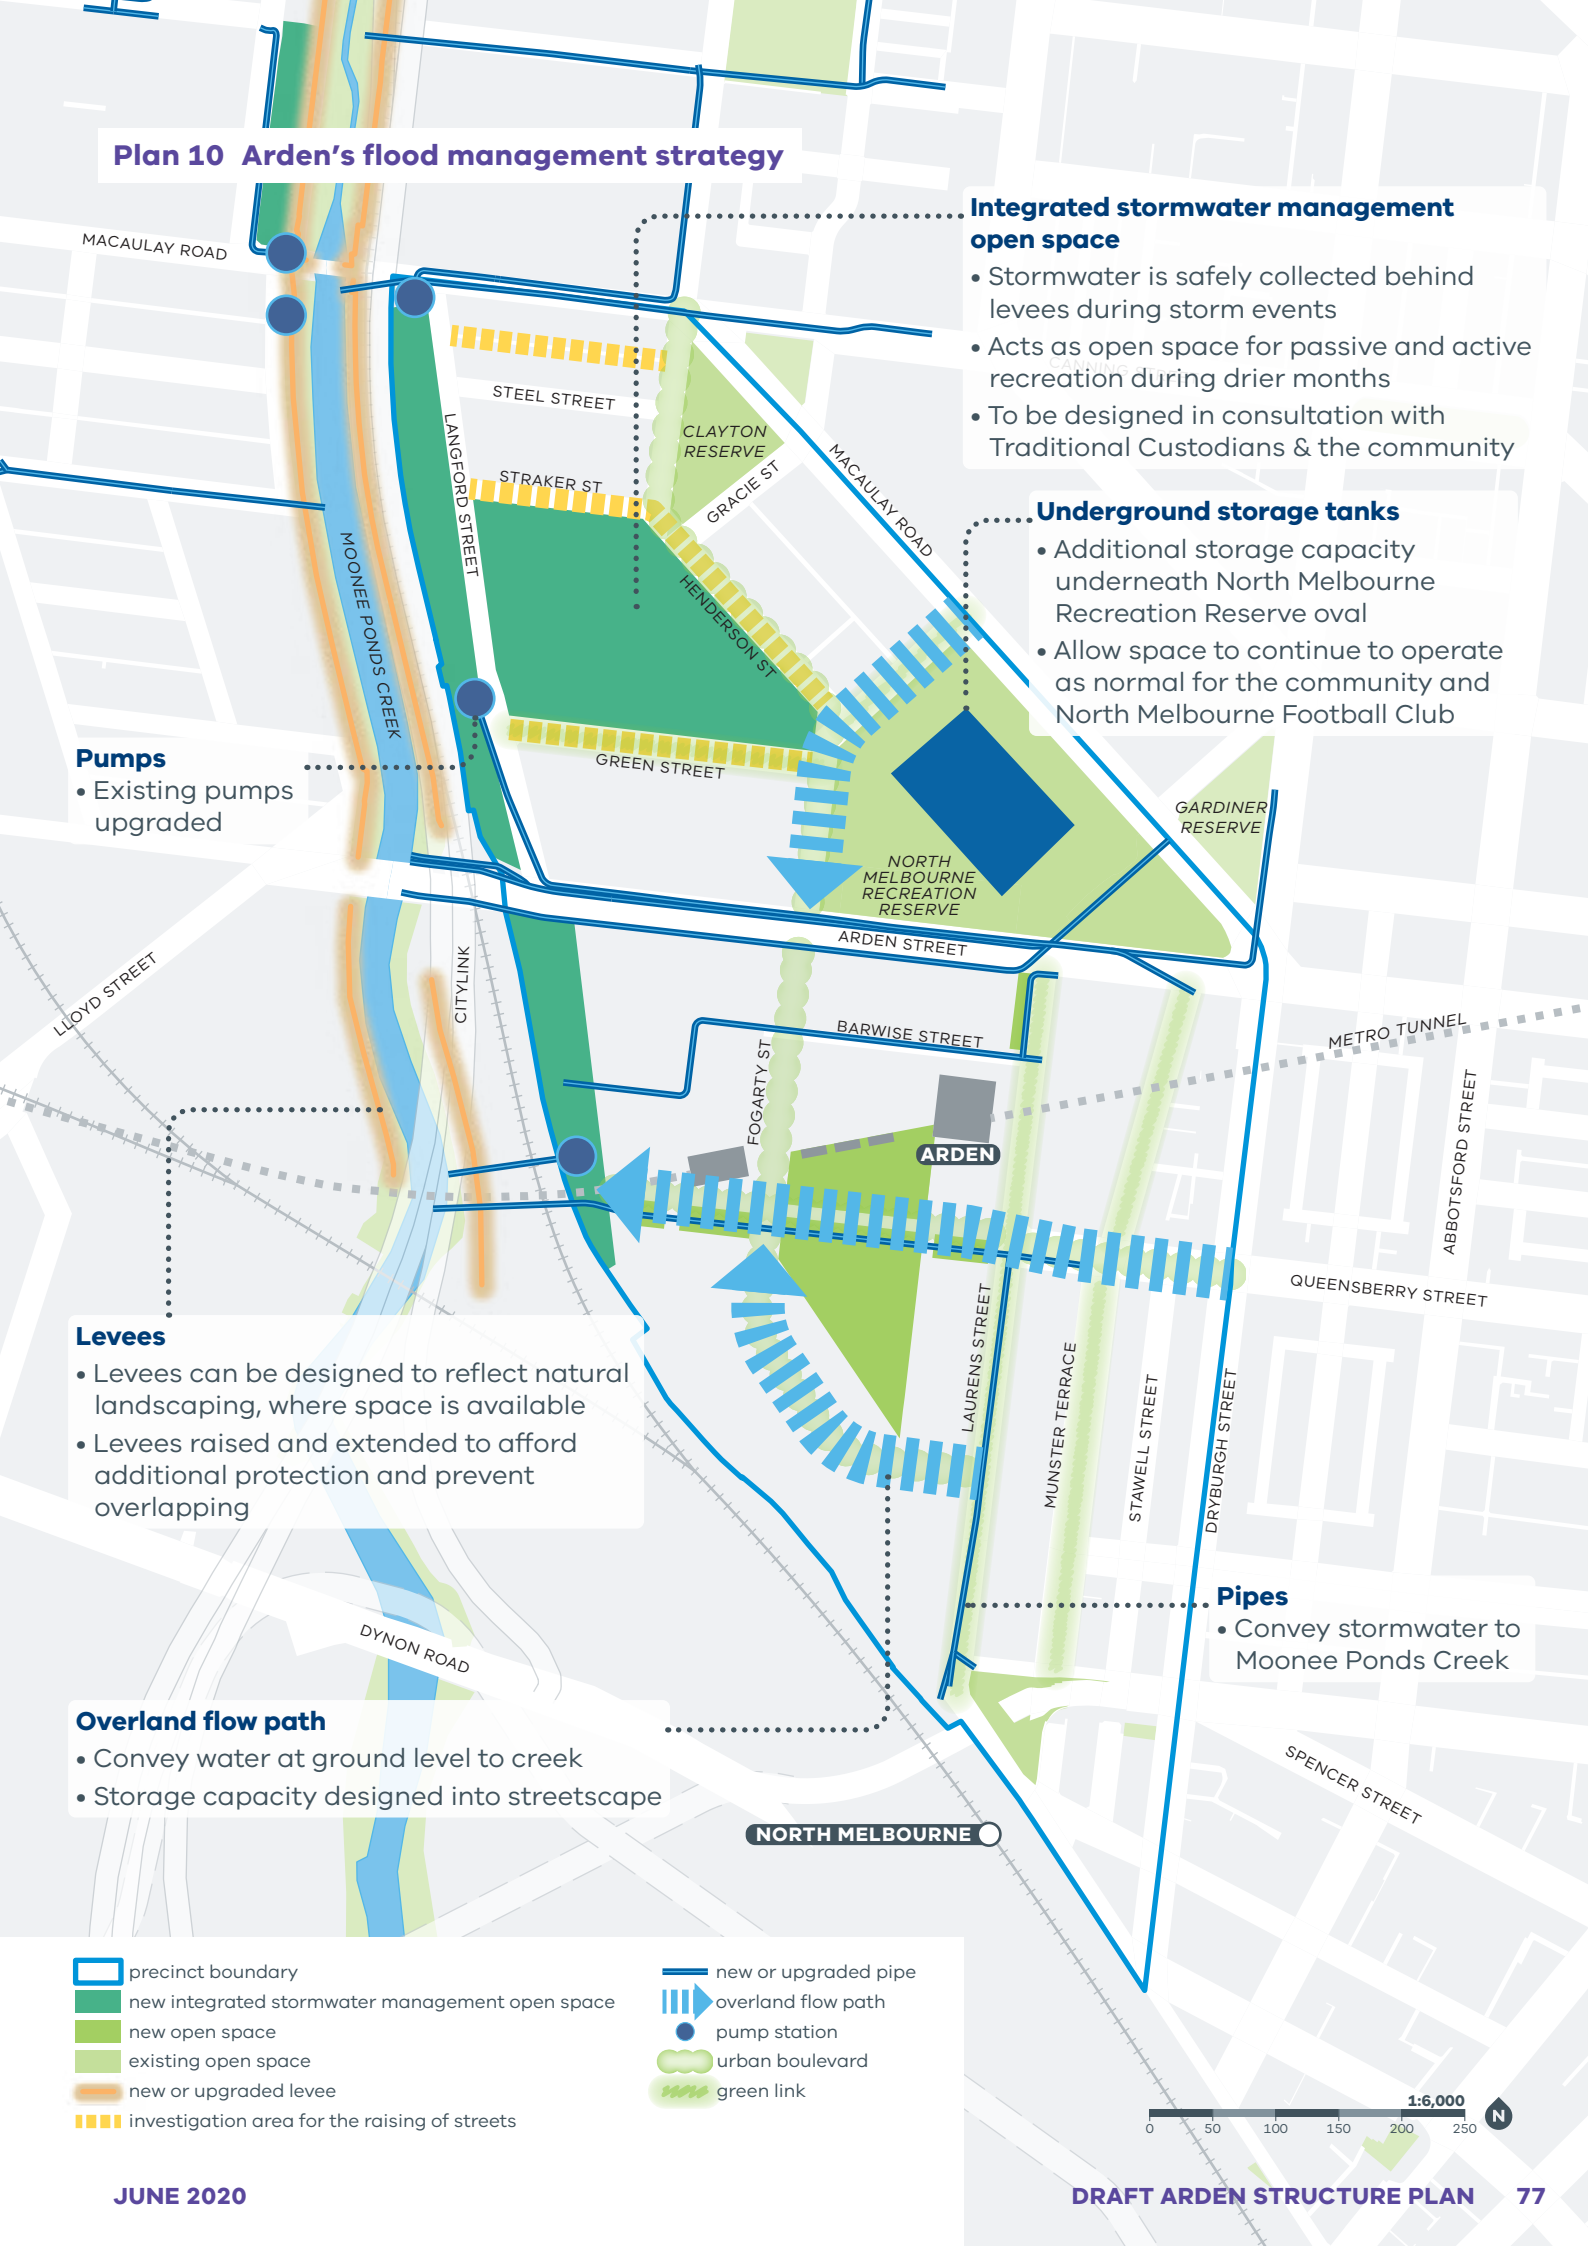 Plan 10 Arden's flood management strategy
Integrated stormwater management
open space
• Stormwater is safely collected behind
levees during storm events
• Acts as open space for passive and active
recreation during drier months
• To be designed in consultation with
Traditional Custodians & the community
MACAULAY ROAD
CANNING
STEEL STREET
CLAYTON
RESERVE
LANGFORD STREET
STRAKER ST
GRACIE ST
MACAULAY ROAD
Underground storage tanks
• Additional storage capacity
underneath North Melbourne
Recreation Reserve oval
• Allow space to continue to operate
as normal for the community and
North Melbourne Football Club
MOONEE PONDS CREEK
HENDERSON ST
Pumps
• Existing pumps
upgraded
GREEN STREET
GARDINER
RESERVE
NORTH
MELBOURNE
RECREATION
RESERVE
ARDEN STREET
LLOYD STREET
CITYLINK
BARWISE STREET
METRO TUNNEL
FOGARTY ST
ARDEN
ABBOTSFORD STREET
QUEENSBERRY STREET
Levees
• Levees can be designed to reflect natural
landscaping, where space is available
• Levees raised and extended to afford
additional protection and prevent
overlapping
LAURENS STREET
MUNSTER TERRACE
STAWELL STREET
DRYBURGH STREET
Pipes
• Convey stormwater to
Moonee Ponds Creek
DYNON ROAD
Overland flow path
• Convey water at ground level to creek
• Storage capacity designed into streetscape
SPENCER STREET
NORTH MELBOURNE
precinct boundary
new integrated stormwater management open space
new open space
existing open space
new or upgraded levee
investigation area for the raising of streets
new or upgraded pipe
overland flow path
pump station
urban boulevard
green link
1:6,000
0 50 100 150 200 250
N
JUNE 2020
DRAFT ARDEN STRUCTURE PLAN 77